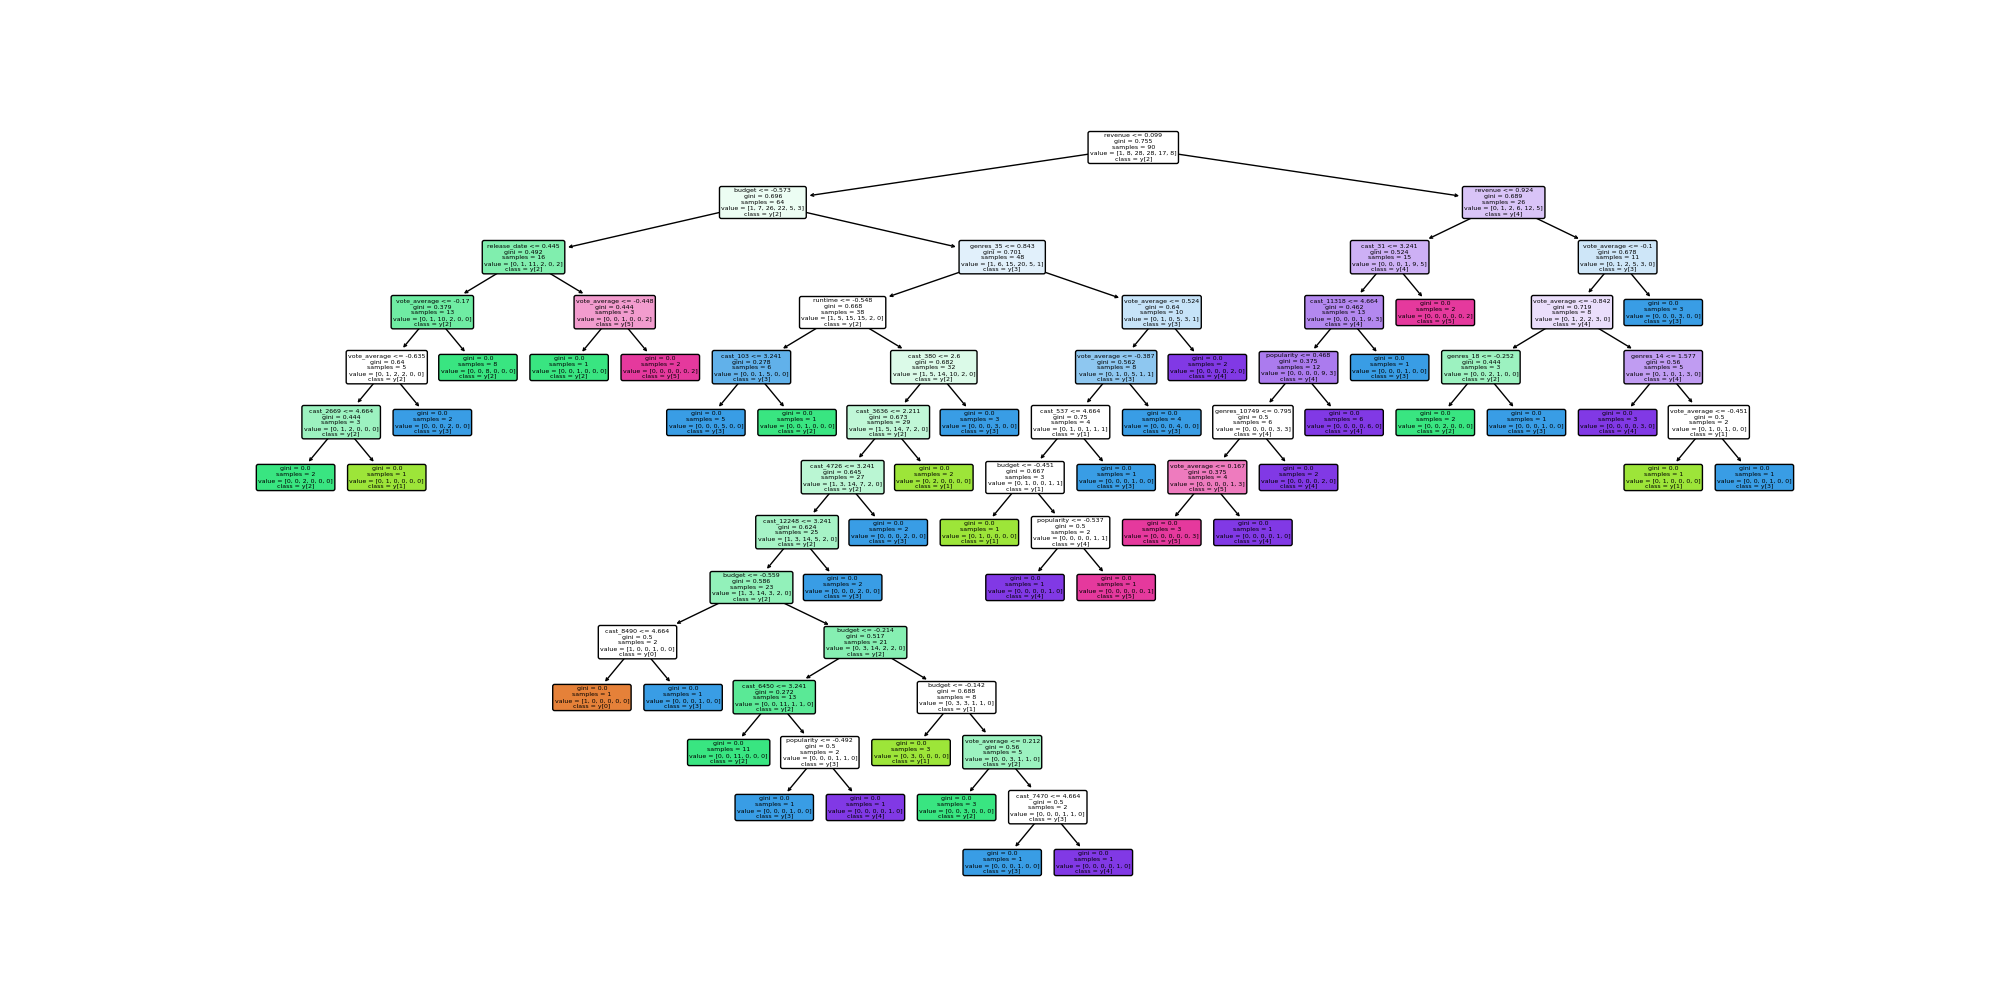 revenue <= 0.099
gini = 0.755
samples = 90
value = [1, 8, 28, 28, 17, 8]
class = y[2]
budget <= -0.573
gini = 0.696
samples = 64
value = [1, 7, 26, 22, 5, 3]
class = y[2]
revenue <= 0.924
gini = 0.689
samples = 26
value = [0, 1, 2, 6, 12, 5]
class = y[4]
release_date <= 0.445
gini = 0.492
samples = 16
value = [0, 1, 11, 2, 0, 2]
class = y[2]
genres_35 <= 0.843
gini = 0.701
samples = 48
value = [1, 6, 15, 20, 5, 1]
class = y[3]
cast_31 <= 3.241
gini = 0.524
samples = 15
value = [0, 0, 0, 1, 9, 5]
class = y[4]
vote_average <= -0.1
gini = 0.678
samples = 11
value = [0, 1, 2, 5, 3, 0]
class = y[3]
vote_average <= -0.17
gini = 0.379
samples = 13
value = [0, 1, 10, 2, 0, 0]
class = y[2]
vote_average <= -0.448
gini = 0.444
samples = 3
value = [0, 0, 1, 0, 0, 2]
class = y[5]
runtime <= -0.548
gini = 0.668
samples = 38
value = [1, 5, 15, 15, 2, 0]
class = y[2]
vote_average <= 0.524
gini = 0.64
samples = 10
value = [0, 1, 0, 5, 3, 1]
class = y[3]
cast_11318 <= 4.664
gini = 0.462
samples = 13
value = [0, 0, 0, 1, 9, 3]
class = y[4]
gini = 0.0
samples = 2
value = [0, 0, 0, 0, 0, 2]
class = y[5]
vote_average <= -0.842
gini = 0.719
samples = 8
value = [0, 1, 2, 2, 3, 0]
class = y[4]
gini = 0.0
samples = 3
value = [0, 0, 0, 3, 0, 0]
class = y[3]
vote_average <= -0.635
gini = 0.64
samples = 5
value = [0, 1, 2, 2, 0, 0]
class = y[2]
gini = 0.0
samples = 8
value = [0, 0, 8, 0, 0, 0]
class = y[2]
gini = 0.0
samples = 1
value = [0, 0, 1, 0, 0, 0]
class = y[2]
gini = 0.0
samples = 2
value = [0, 0, 0, 0, 0, 2]
class = y[5]
cast_103 <= 3.241
gini = 0.278
samples = 6
value = [0, 0, 1, 5, 0, 0]
class = y[3]
cast_380 <= 2.6
gini = 0.682
samples = 32
value = [1, 5, 14, 10, 2, 0]
class = y[2]
vote_average <= -0.387
gini = 0.562
samples = 8
value = [0, 1, 0, 5, 1, 1]
class = y[3]
gini = 0.0
samples = 2
value = [0, 0, 0, 0, 2, 0]
class = y[4]
popularity <= 0.468
gini = 0.375
samples = 12
value = [0, 0, 0, 0, 9, 3]
class = y[4]
gini = 0.0
samples = 1
value = [0, 0, 0, 1, 0, 0]
class = y[3]
genres_18 <= -0.252
gini = 0.444
samples = 3
value = [0, 0, 2, 1, 0, 0]
class = y[2]
genres_14 <= 1.577
gini = 0.56
samples = 5
value = [0, 1, 0, 1, 3, 0]
class = y[4]
cast_2669 <= 4.664
gini = 0.444
samples = 3
value = [0, 1, 2, 0, 0, 0]
class = y[2]
gini = 0.0
samples = 2
value = [0, 0, 0, 2, 0, 0]
class = y[3]
gini = 0.0
samples = 5
value = [0, 0, 0, 5, 0, 0]
class = y[3]
gini = 0.0
samples = 1
value = [0, 0, 1, 0, 0, 0]
class = y[2]
cast_3636 <= 2.211
gini = 0.673
samples = 29
value = [1, 5, 14, 7, 2, 0]
class = y[2]
gini = 0.0
samples = 3
value = [0, 0, 0, 3, 0, 0]
class = y[3]
cast_537 <= 4.664
gini = 0.75
samples = 4
value = [0, 1, 0, 1, 1, 1]
class = y[1]
gini = 0.0
samples = 4
value = [0, 0, 0, 4, 0, 0]
class = y[3]
genres_10749 <= 0.795
gini = 0.5
samples = 6
value = [0, 0, 0, 0, 3, 3]
class = y[4]
gini = 0.0
samples = 6
value = [0, 0, 0, 0, 6, 0]
class = y[4]
gini = 0.0
samples = 2
value = [0, 0, 2, 0, 0, 0]
class = y[2]
gini = 0.0
samples = 1
value = [0, 0, 0, 1, 0, 0]
class = y[3]
gini = 0.0
samples = 3
value = [0, 0, 0, 0, 3, 0]
class = y[4]
vote_average <= -0.451
gini = 0.5
samples = 2
value = [0, 1, 0, 1, 0, 0]
class = y[1]
gini = 0.0
samples = 2
value = [0, 0, 2, 0, 0, 0]
class = y[2]
gini = 0.0
samples = 1
value = [0, 1, 0, 0, 0, 0]
class = y[1]
cast_4726 <= 3.241
gini = 0.645
samples = 27
value = [1, 3, 14, 7, 2, 0]
class = y[2]
gini = 0.0
samples = 2
value = [0, 2, 0, 0, 0, 0]
class = y[1]
budget <= -0.451
gini = 0.667
samples = 3
value = [0, 1, 0, 0, 1, 1]
class = y[1]
gini = 0.0
samples = 1
value = [0, 0, 0, 1, 0, 0]
class = y[3]
vote_average <= 0.167
gini = 0.375
samples = 4
value = [0, 0, 0, 0, 1, 3]
class = y[5]
gini = 0.0
samples = 2
value = [0, 0, 0, 0, 2, 0]
class = y[4]
gini = 0.0
samples = 1
value = [0, 1, 0, 0, 0, 0]
class = y[1]
gini = 0.0
samples = 1
value = [0, 0, 0, 1, 0, 0]
class = y[3]
cast_12248 <= 3.241
gini = 0.624
samples = 25
value = [1, 3, 14, 5, 2, 0]
class = y[2]
gini = 0.0
samples = 2
value = [0, 0, 0, 2, 0, 0]
class = y[3]
gini = 0.0
samples = 1
value = [0, 1, 0, 0, 0, 0]
class = y[1]
popularity <= -0.537
gini = 0.5
samples = 2
value = [0, 0, 0, 0, 1, 1]
class = y[4]
gini = 0.0
samples = 3
value = [0, 0, 0, 0, 0, 3]
class = y[5]
gini = 0.0
samples = 1
value = [0, 0, 0, 0, 1, 0]
class = y[4]
budget <= -0.559
gini = 0.586
samples = 23
value = [1, 3, 14, 3, 2, 0]
class = y[2]
gini = 0.0
samples = 2
value = [0, 0, 0, 2, 0, 0]
class = y[3]
gini = 0.0
samples = 1
value = [0, 0, 0, 0, 1, 0]
class = y[4]
gini = 0.0
samples = 1
value = [0, 0, 0, 0, 0, 1]
class = y[5]
cast_8490 <= 4.664
gini = 0.5
samples = 2
value = [1, 0, 0, 1, 0, 0]
class = y[0]
budget <= -0.214
gini = 0.517
samples = 21
value = [0, 3, 14, 2, 2, 0]
class = y[2]
gini = 0.0
samples = 1
value = [1, 0, 0, 0, 0, 0]
class = y[0]
gini = 0.0
samples = 1
value = [0, 0, 0, 1, 0, 0]
class = y[3]
cast_6450 <= 3.241
gini = 0.272
samples = 13
value = [0, 0, 11, 1, 1, 0]
class = y[2]
budget <= -0.142
gini = 0.688
samples = 8
value = [0, 3, 3, 1, 1, 0]
class = y[1]
gini = 0.0
samples = 11
value = [0, 0, 11, 0, 0, 0]
class = y[2]
popularity <= -0.492
gini = 0.5
samples = 2
value = [0, 0, 0, 1, 1, 0]
class = y[3]
gini = 0.0
samples = 3
value = [0, 3, 0, 0, 0, 0]
class = y[1]
vote_average <= 0.212
gini = 0.56
samples = 5
value = [0, 0, 3, 1, 1, 0]
class = y[2]
gini = 0.0
samples = 1
value = [0, 0, 0, 1, 0, 0]
class = y[3]
gini = 0.0
samples = 1
value = [0, 0, 0, 0, 1, 0]
class = y[4]
gini = 0.0
samples = 3
value = [0, 0, 3, 0, 0, 0]
class = y[2]
cast_7470 <= 4.664
gini = 0.5
samples = 2
value = [0, 0, 0, 1, 1, 0]
class = y[3]
gini = 0.0
samples = 1
value = [0, 0, 0, 1, 0, 0]
class = y[3]
gini = 0.0
samples = 1
value = [0, 0, 0, 0, 1, 0]
class = y[4]